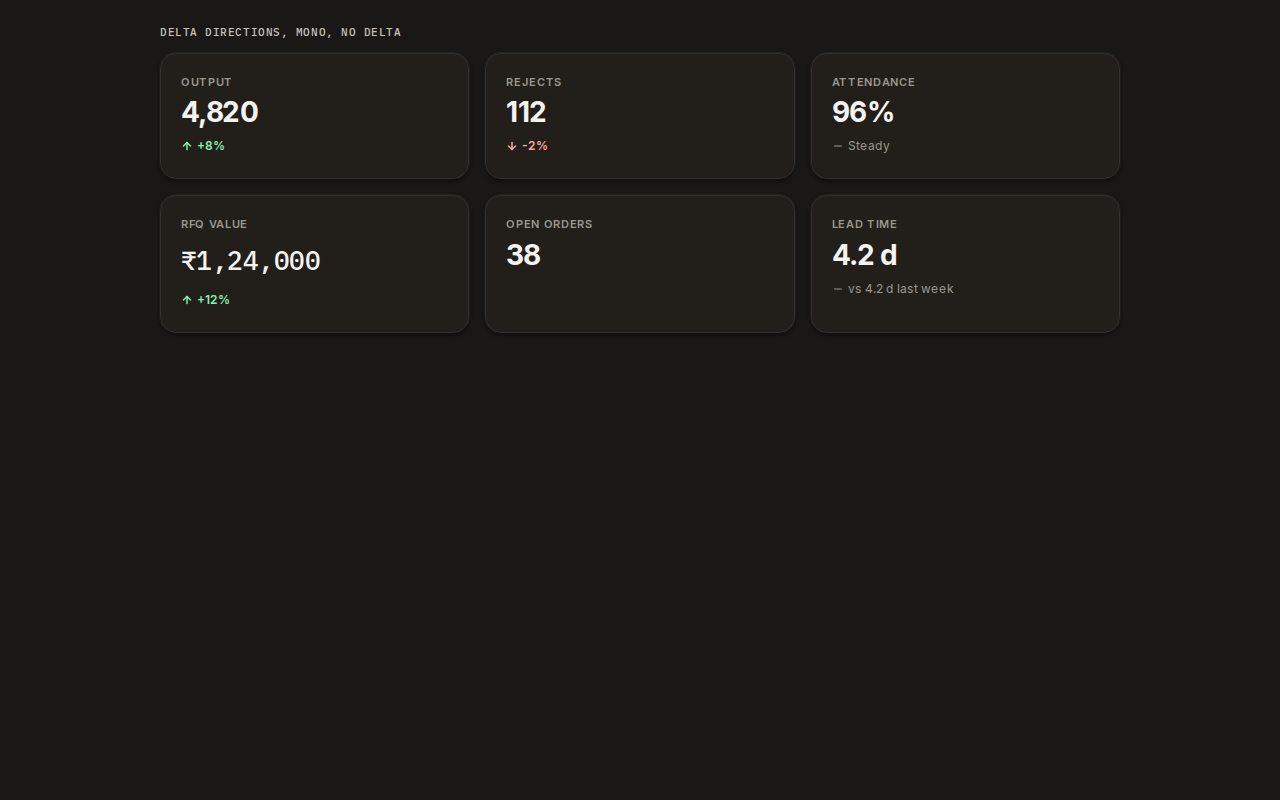 DELTA DIRECTIONS, MONO, NO DELTA
OUTPUT
4,820
↑ +8%
REJECTS
112
↓ -2%
ATTENDANCE
96%
— Steady
RFQ VALUE
₹1,24,000
↑ +12%
OPEN ORDERS
38
LEAD TIME
4.2 d
— vs 4.2 d last week